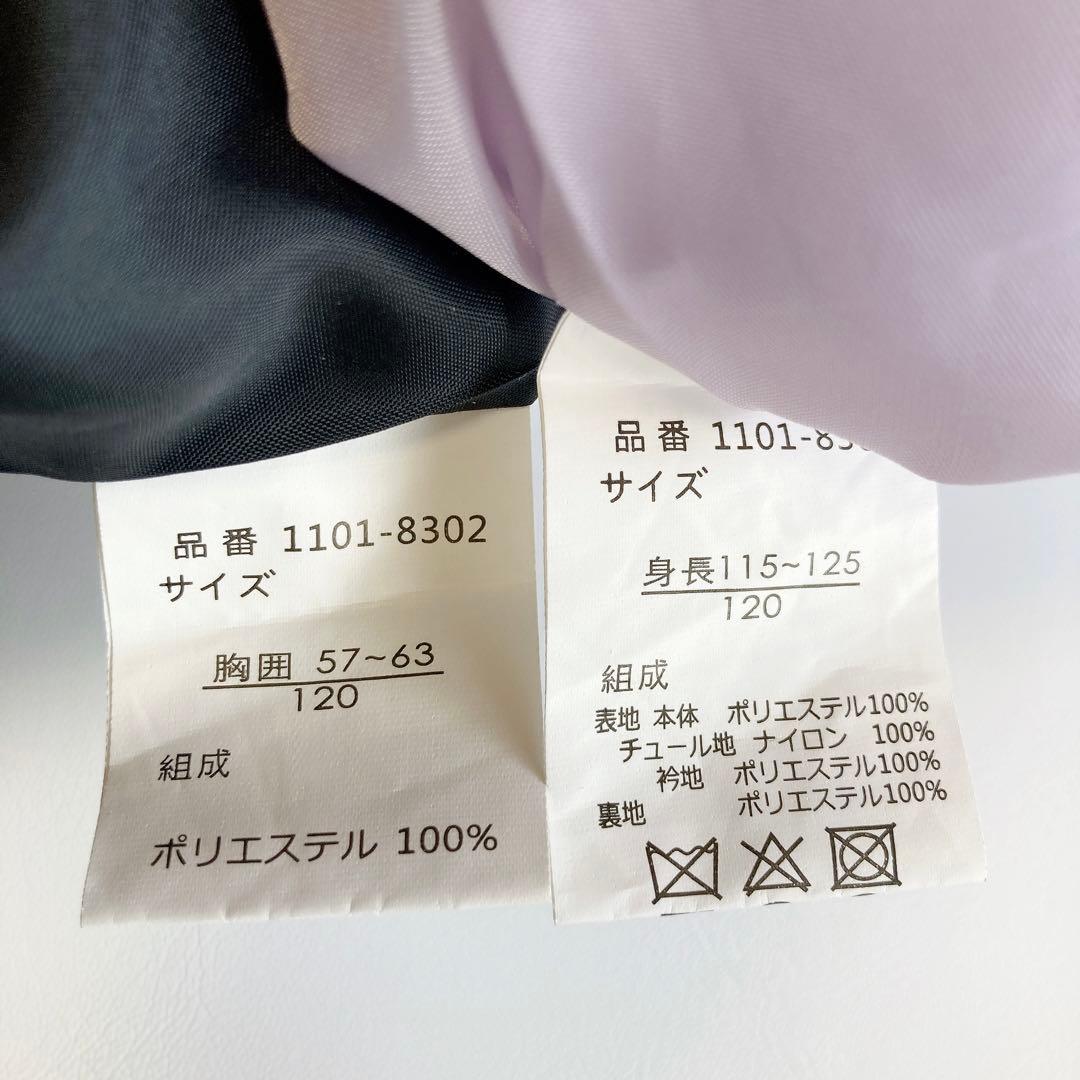 品番 1101-8302
サイズ
胸囲 57~63
120
組成
ポリエステル 100%
品番
サイズ
身長115~125
120
組成
表地 本体 ポリエステル100%
チュール地 ナイロン 100%
衿地 ポリエステル100%
裏地 ポリエステル100%